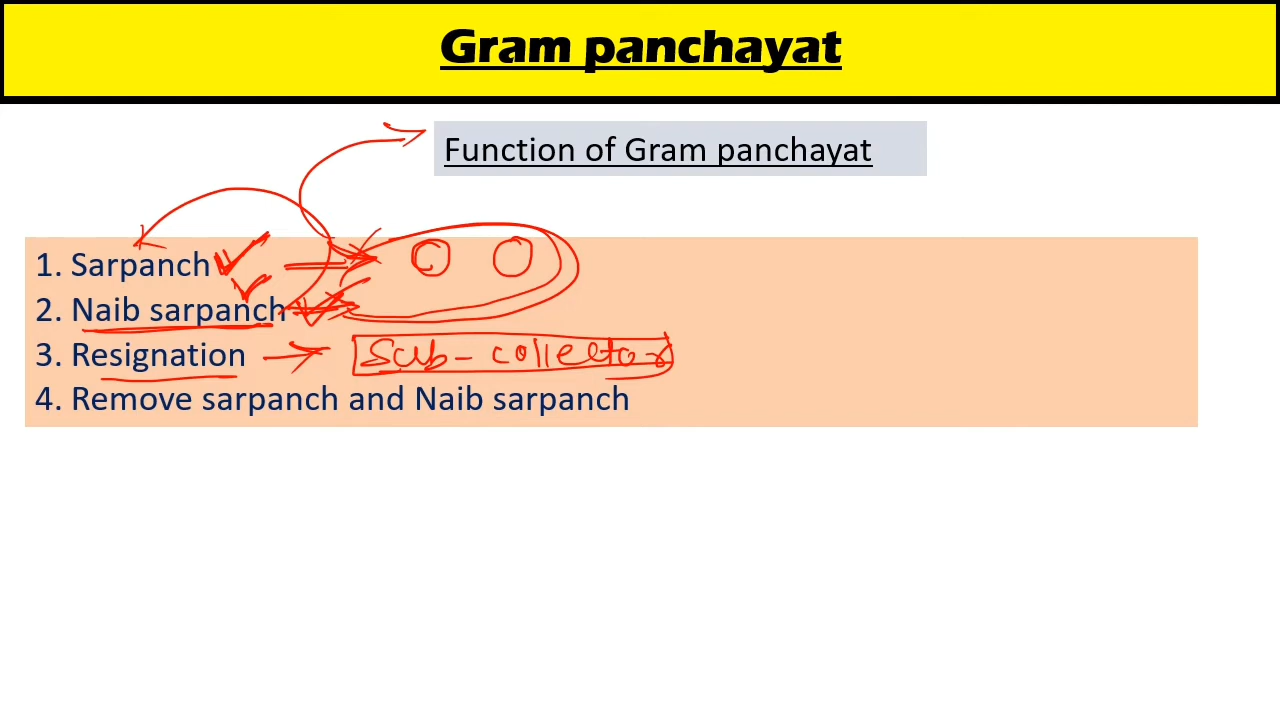 Gram panchayat
Function of Gram panchayat
1. Sarpanch
2. Naib sarpanch
3. Resignation → Sub-collector
4. Remove sarpanch and Naib sarpanch